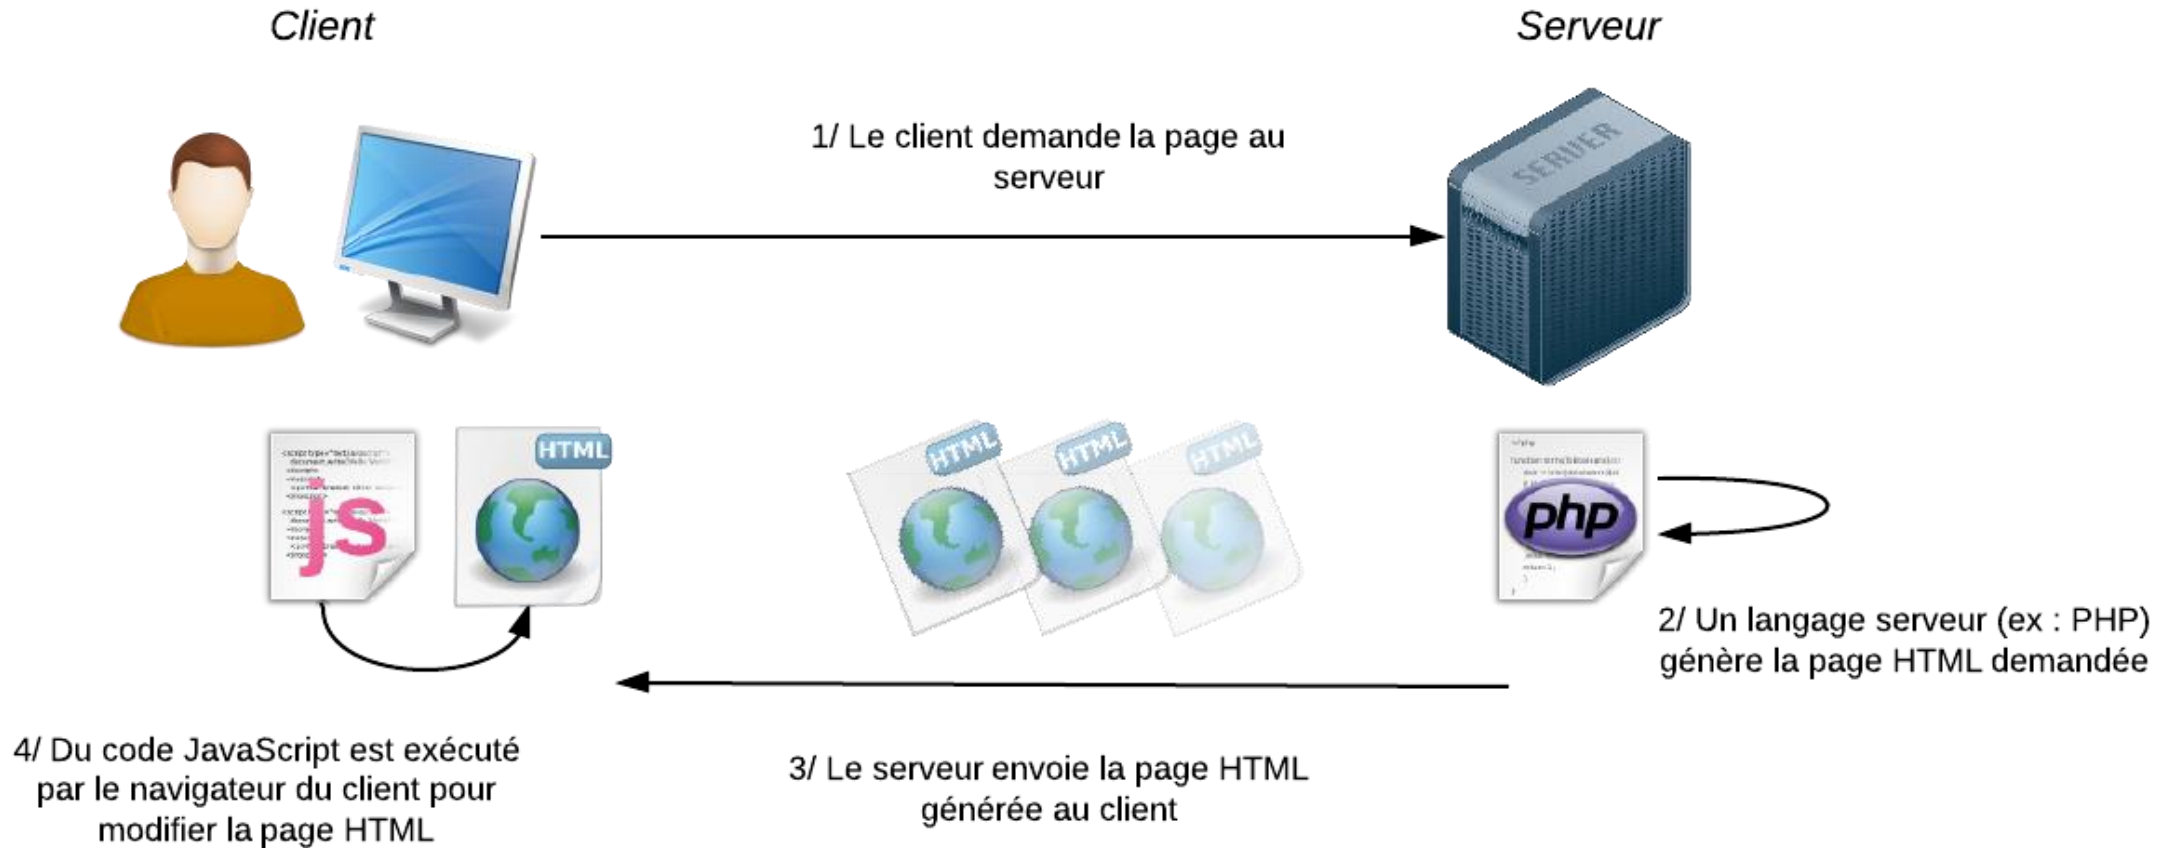 Client
Serveur
1/ Le client demande la page au
serveur
SERVER
HTML
HTML
HTML
HTML
js
php
2/ Un langage serveur (ex : PHP)
génère la page HTML demandée
4/ Du code JavaScript est exécuté
par le navigateur du client pour
modifier la page HTML
3/ Le serveur envoie la page HTML
générée au client